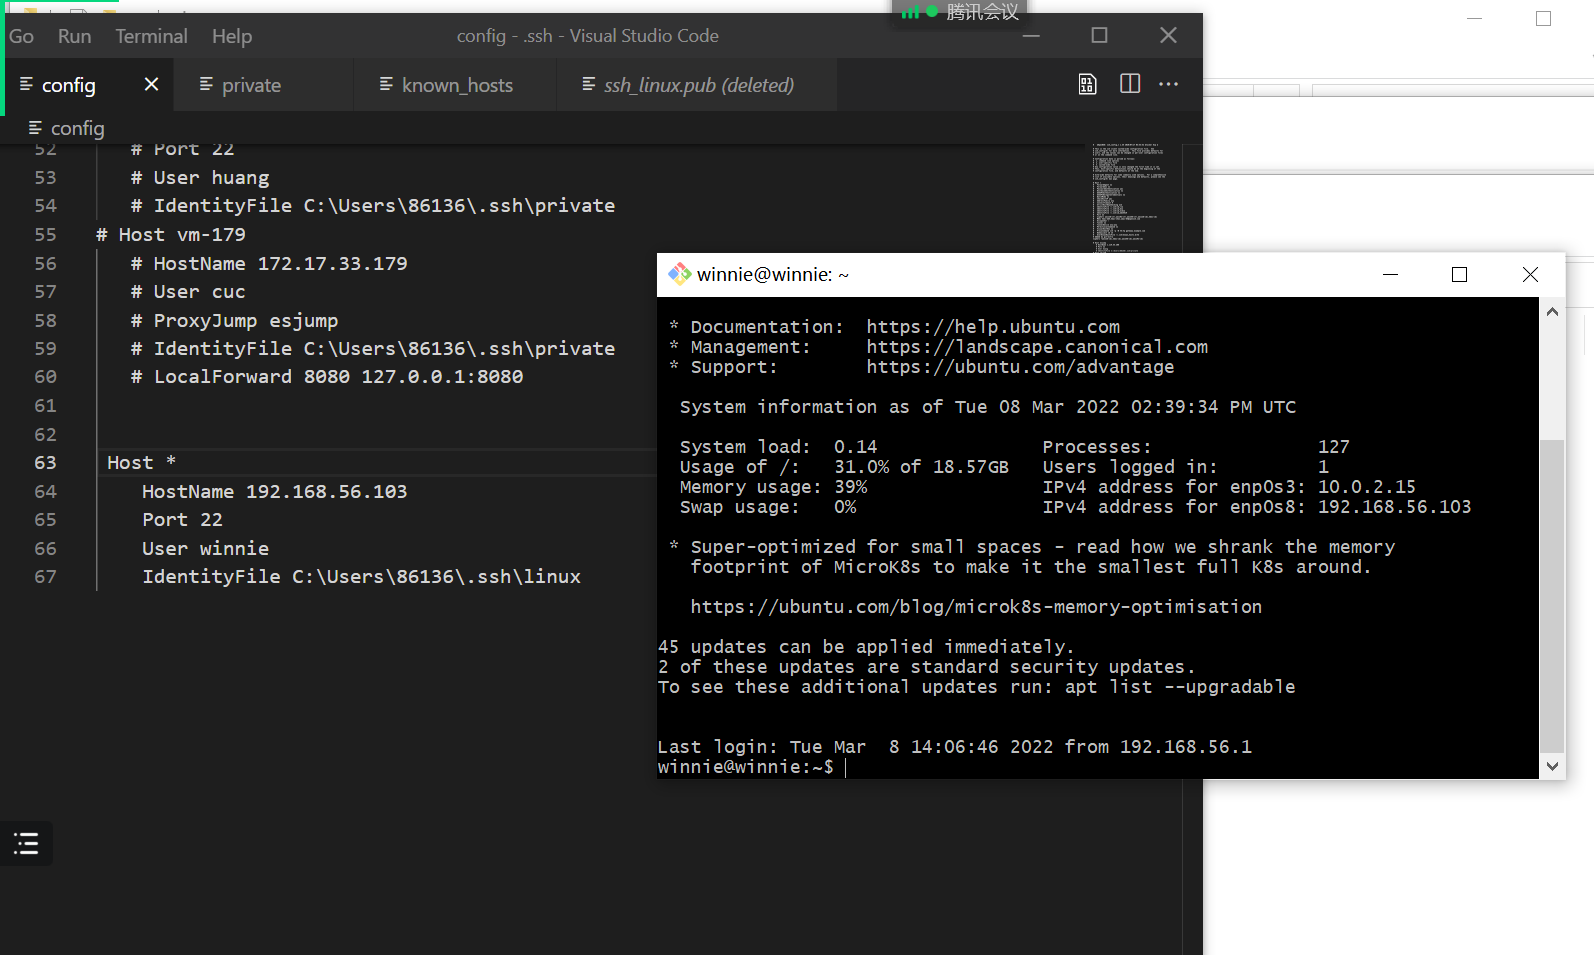 腾讯会议
Go Run Terminal Help config - .ssh - Visual Studio Code
config private known_hosts ssh_linux.pub (deleted)
config
52 # Port 22
53 # User huang
54 # IdentityFile C:\Users\86136\.ssh\private
55 # Host vm-179
56 # HostName 172.17.33.179
57 # User cuc
58 # ProxyJump esjump
59 # IdentityFile C:\Users\86136\.ssh\private
60 # LocalForward 8080 127.0.0.1:8080
61
62
63 Host *
64 HostName 192.168.56.103
65 Port 22
66 User winnie
67 IdentityFile C:\Users\86136\.ssh\linux
winnie@winnie: ~
* Documentation: https://help.ubuntu.com
* Management: https://landscape.canonical.com
* Support: https://ubuntu.com/advantage
System information as of Tue 08 Mar 2022 02:39:34 PM UTC
System load: 0.14 Processes: 127
Usage of /: 31.0% of 18.57GB Users logged in: 1
Memory usage: 39% IPv4 address for enp0s3: 10.0.2.15
Swap usage: 0% IPv4 address for enp0s8: 192.168.56.103
* Super-optimized for small spaces - read how we shrank the memory
footprint of MicroK8s to make it the smallest full K8s around.
https://ubuntu.com/blog/microk8s-memory-optimisation
45 updates can be applied immediately.
2 of these updates are standard security updates.
To see these additional updates run: apt list --upgradable
Last login: Tue Mar  8 14:06:46 2022 from 192.168.56.1
winnie@winnie:~$